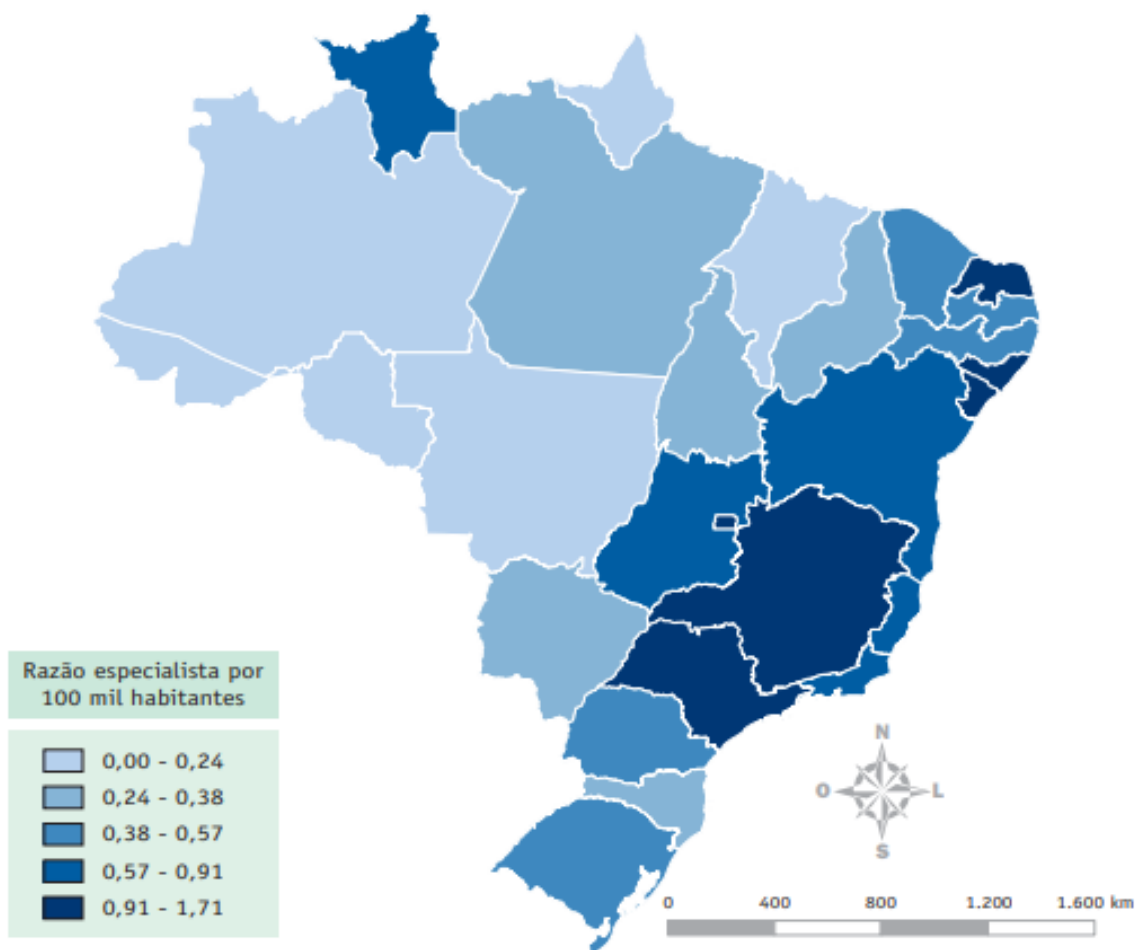 Razão especialista por
100 mil habitantes
0,00 - 0,24
0,24 - 0,38
0,38 - 0,57
0,57 - 0,91
0,91 - 1,71
N
O L
S
0 400 800 1.200 1.600 km